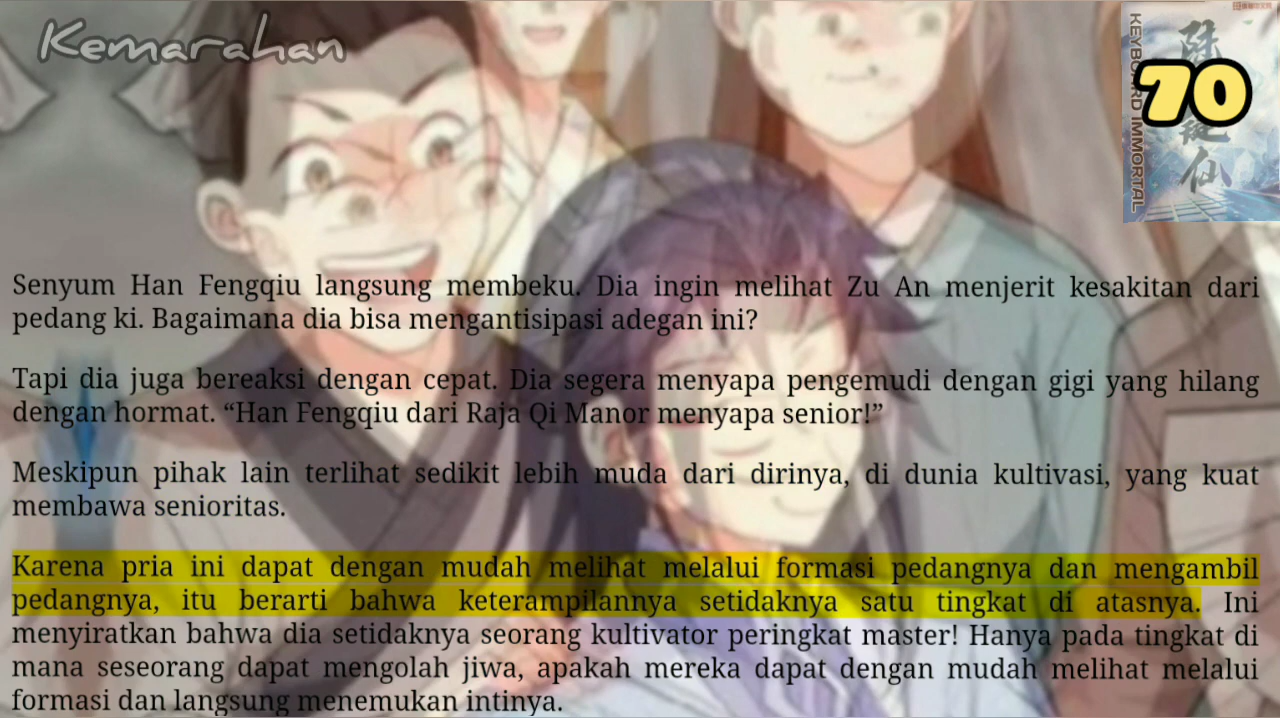 Kemarahan
70
KEYBOARD IMMORTAL
Senyum Han Fengqiu langsung membeku. Dia ingin melihat Zu An menjerit kesakitan dari
pedang ki. Bagaimana dia bisa mengantisipasi adegan ini?
Tapi dia juga bereaksi dengan cepat. Dia segera menyapa pengemudi dengan gigi yang hilang
dengan hormat. “Han Fengqiu dari Raja Qi Manor menyapa senior!”
Meskipun pihak lain terlihat sedikit lebih muda dari dirinya, di dunia kultivasi, yang kuat
membawa senioritas.
Karena pria ini dapat dengan mudah melihat melalui formasi pedangnya dan mengambil
pedangnya, itu berarti bahwa keterampilannya setidaknya satu tingkat di atasnya. Ini
menyiratkan bahwa dia setidaknya seorang kultivator peringkat master! Hanya pada tingkat di
mana seseorang dapat mengolah jiwa, apakah mereka dapat dengan mudah melihat melalui
formasi dan langsung menemukan intinya.